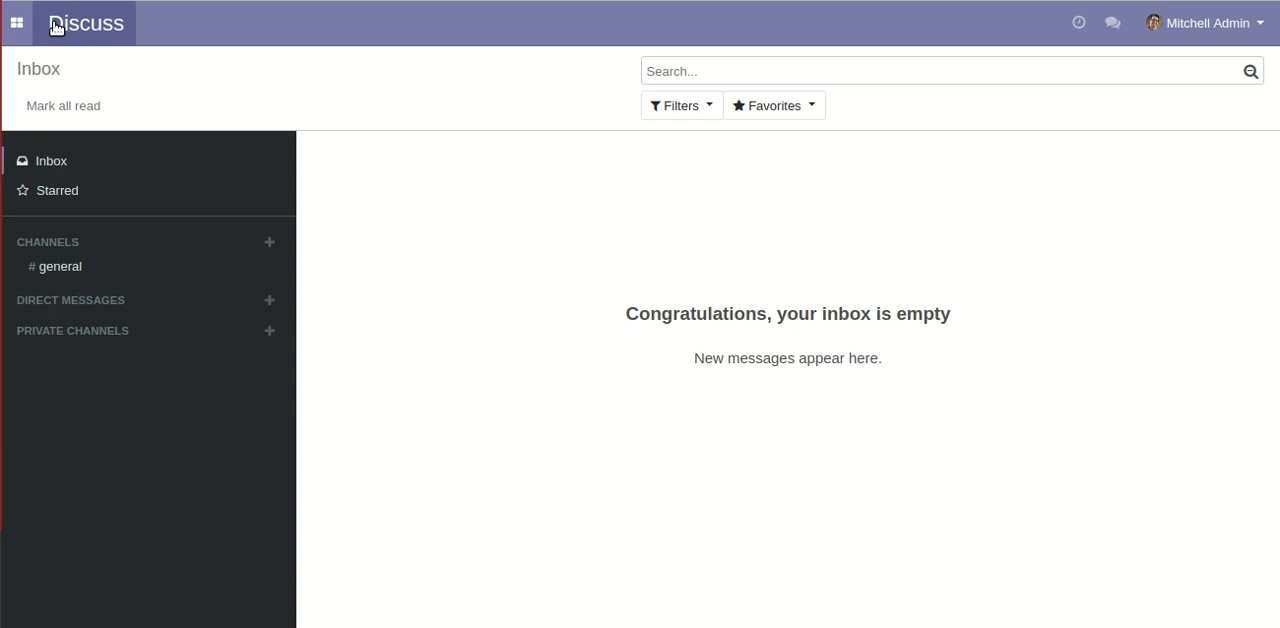 Discuss
Mitchell Admin
Inbox
Search...
Mark all read
Filters
Favorites
Inbox
Starred
CHANNELS
# general
DIRECT MESSAGES
PRIVATE CHANNELS
Congratulations, your inbox is empty
New messages appear here.